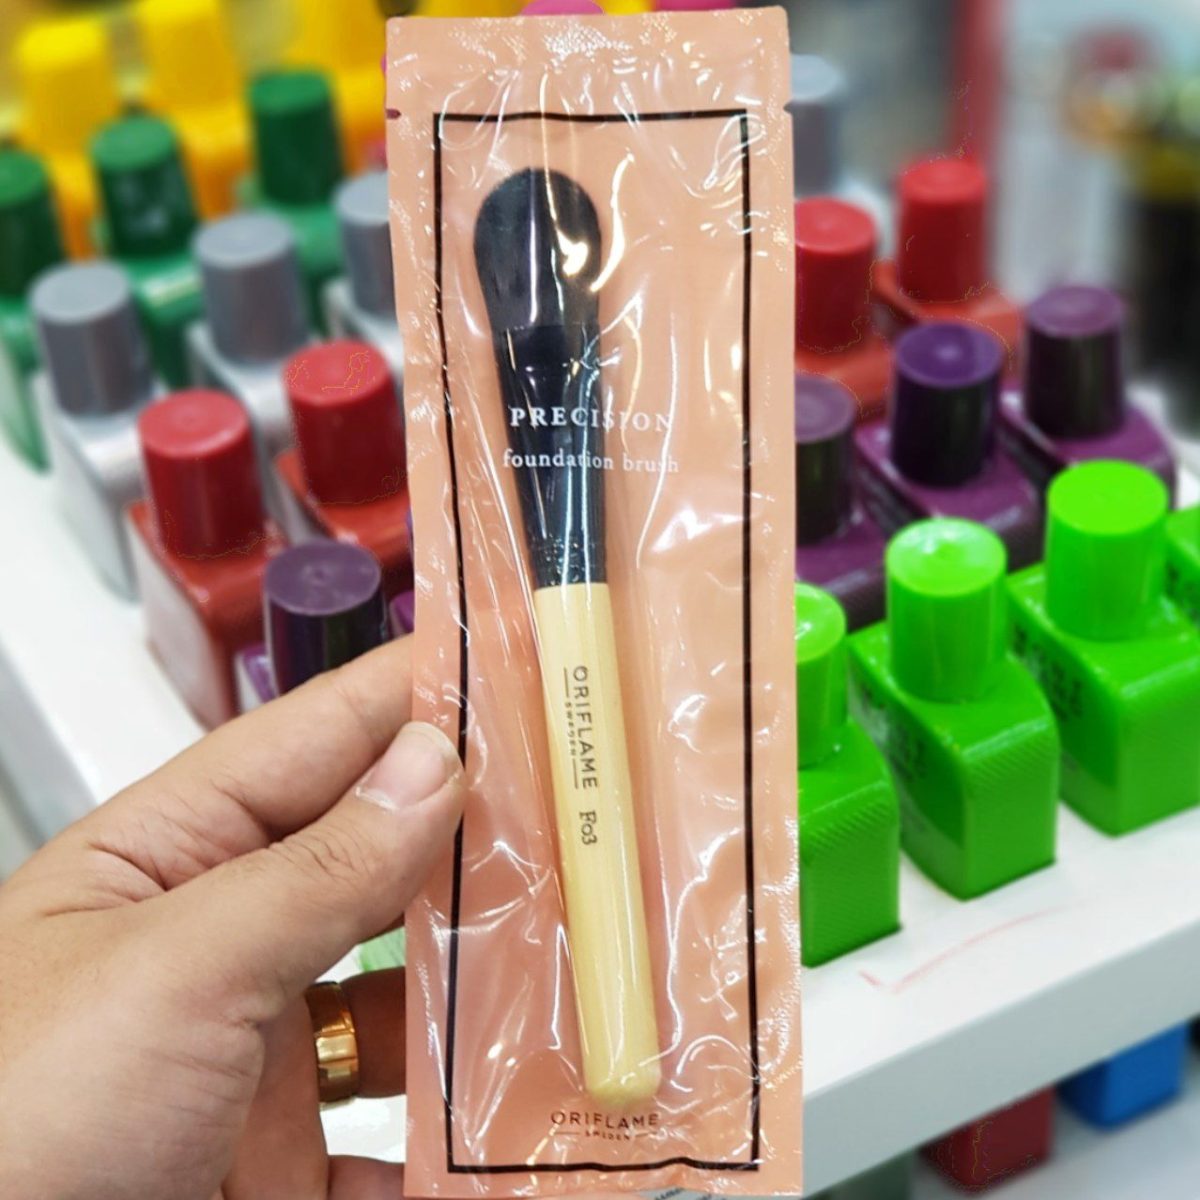 PRECISION
foundation brush
ORIFLAME
SWEDEN
F03
ORIFLAME
SWEDEN